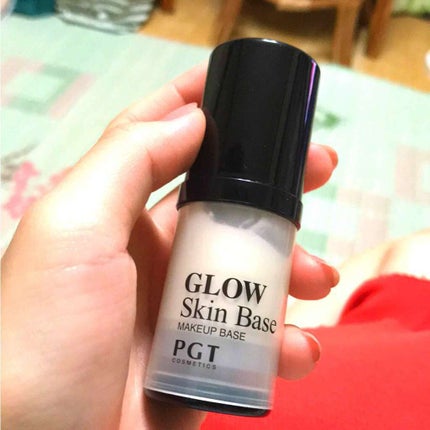 GLOW
Skin Base
MAKEUP BASE
PGT
COSMETICS